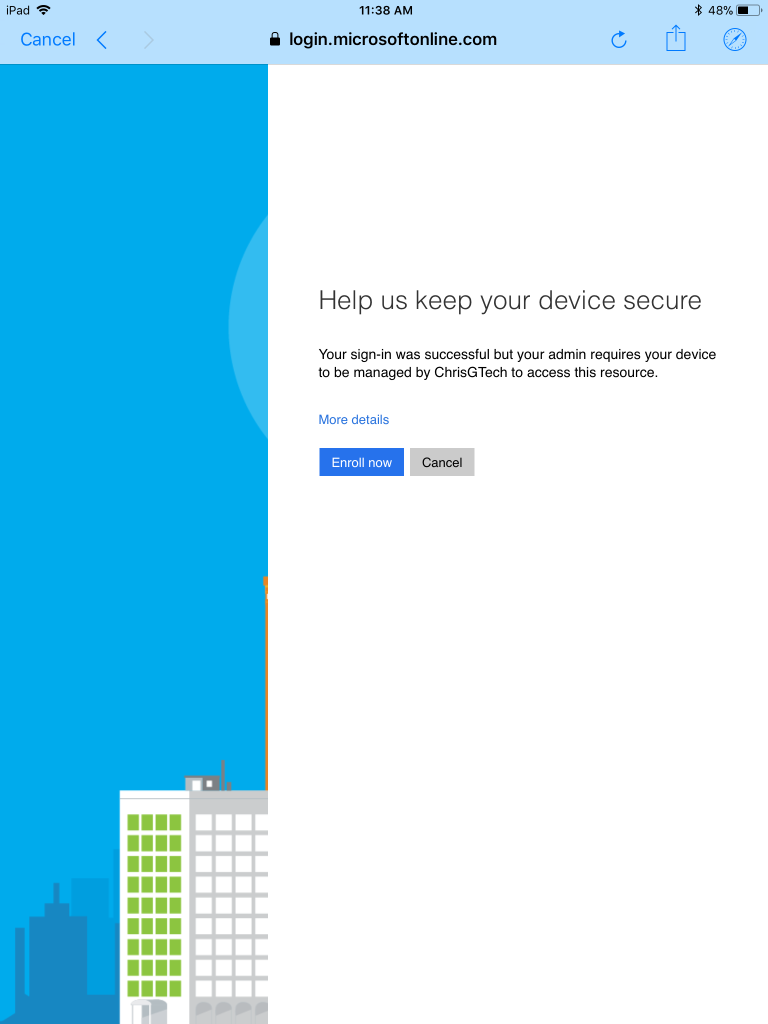 iPad 11:38 AM 48%
Cancel login.microsoftonline.com
Help us keep your device secure
Your sign-in was successful but your admin requires your device
to be managed by ChrisGTech to access this resource.
More details
Enroll now Cancel